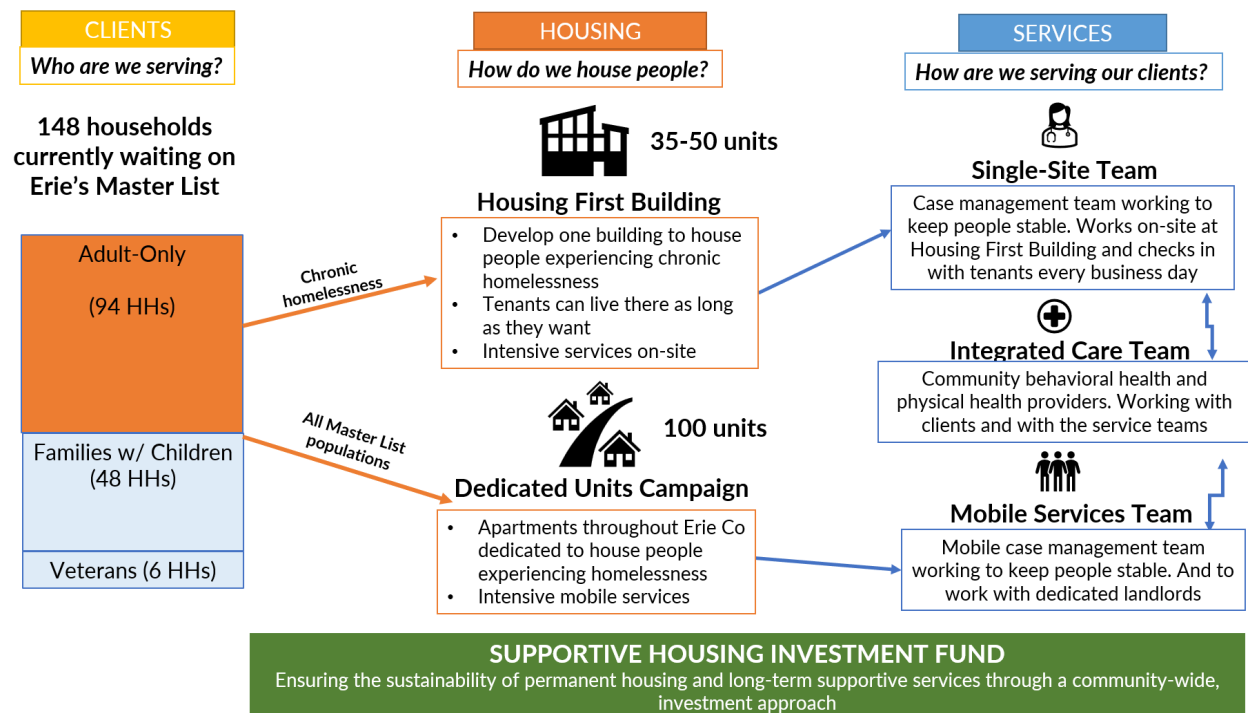 CLIENTS
Who are we serving?
148 households
currently waiting on
Erie's Master List
Adult-Only
(94 HHs)
Families w/ Children
(48 HHs)
Veterans (6 HHs)
Chronic
homelessness
All Master List
populations
HOUSING
How do we house people?
35-50 units
Housing First Building
• Develop one building to house
people experiencing chronic
homelessness
• Tenants can live there as long
as they want
• Intensive services on-site
100 units
Dedicated Units Campaign
• Apartments throughout Erie Co
dedicated to house people
experiencing homelessness
• Intensive mobile services
SERVICES
How are we serving our clients?
Single-Site Team
Case management team working to
keep people stable. Works on-site at
Housing First Building and checks in
with tenants every business day
Integrated Care Team
Community behavioral health and
physical health providers. Working with
clients and with the service teams
Mobile Services Team
Mobile case management team
working to keep people stable. And to
work with dedicated landlords
SUPPORTIVE HOUSING INVESTMENT FUND
Ensuring the sustainability of permanent housing and long-term supportive services through a community-wide,
investment approach